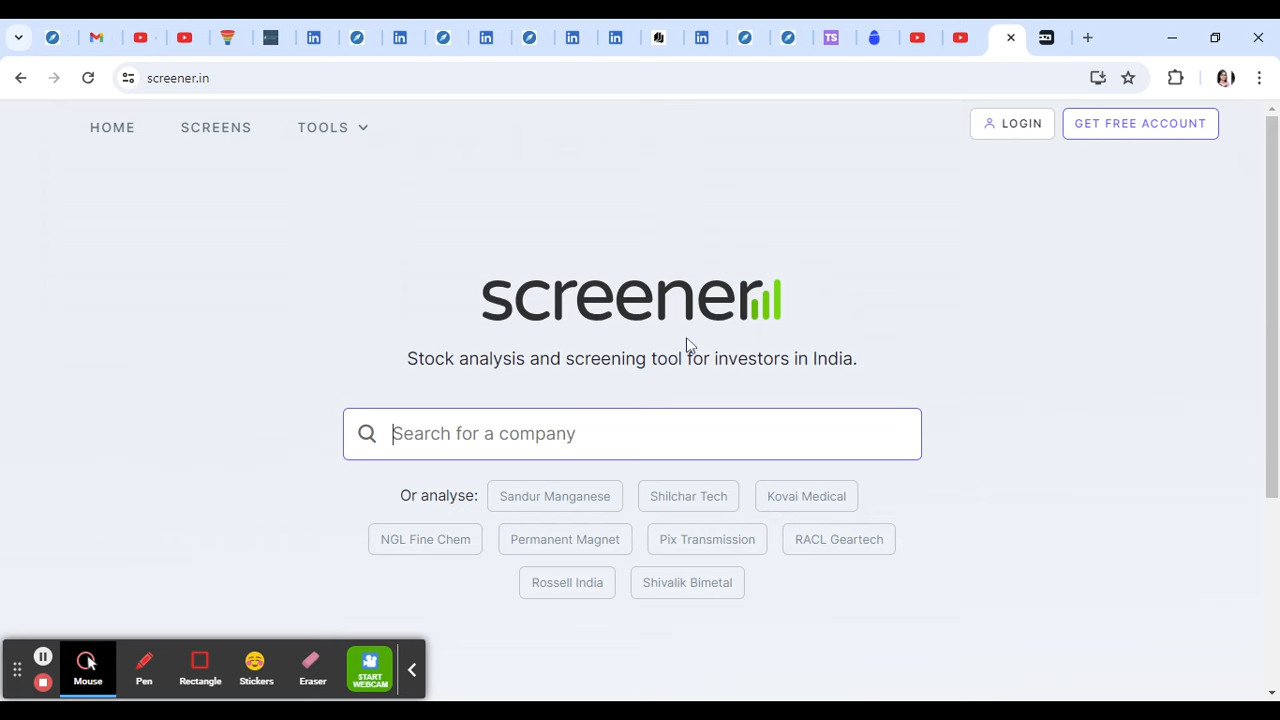 TS
screener.in
HOME SCREENS TOOLS LOGIN GET FREE ACCOUNT
screener
Stock analysis and screening tool for investors in India.
Search for a company
Or analyse: Sandur Manganese Shilchar Tech Kovai Medical
NGL Fine Chem Permanent Magnet Pix Transmission RACL Geartech
Rossell India Shivalik Bimetal
Mouse Pen Rectangle Stickers Eraser START WEBCAM